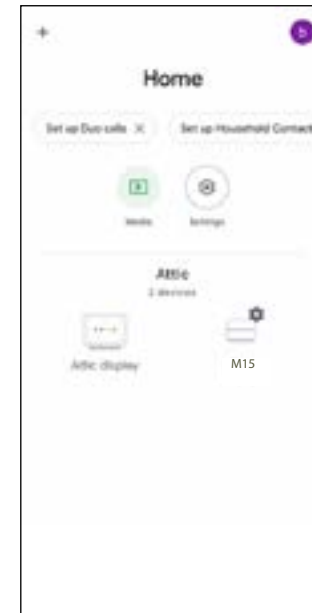 +
b
Home
Set up Duo calls X Set up Household Contact
Media Settings
Attic
2 devices
Attic display M15